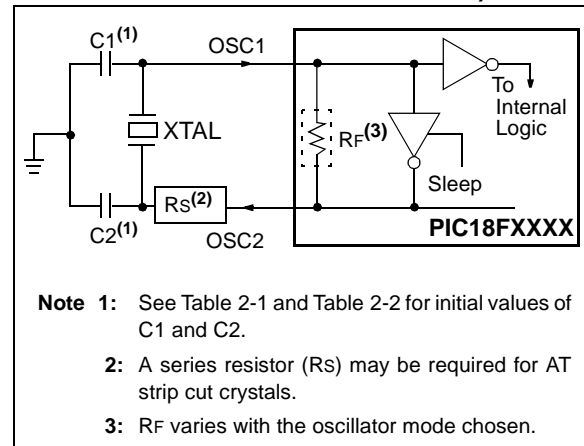 C1(1)
OSC1
To
Internal
Logic
XTAL
RF(3)
Sleep
C2(1)
RS(2)
OSC2
PIC18FXXXX
Note 1: See Table 2-1 and Table 2-2 for initial values of
C1 and C2.
2: A series resistor (RS) may be required for AT
strip cut crystals.
3: RF varies with the oscillator mode chosen.